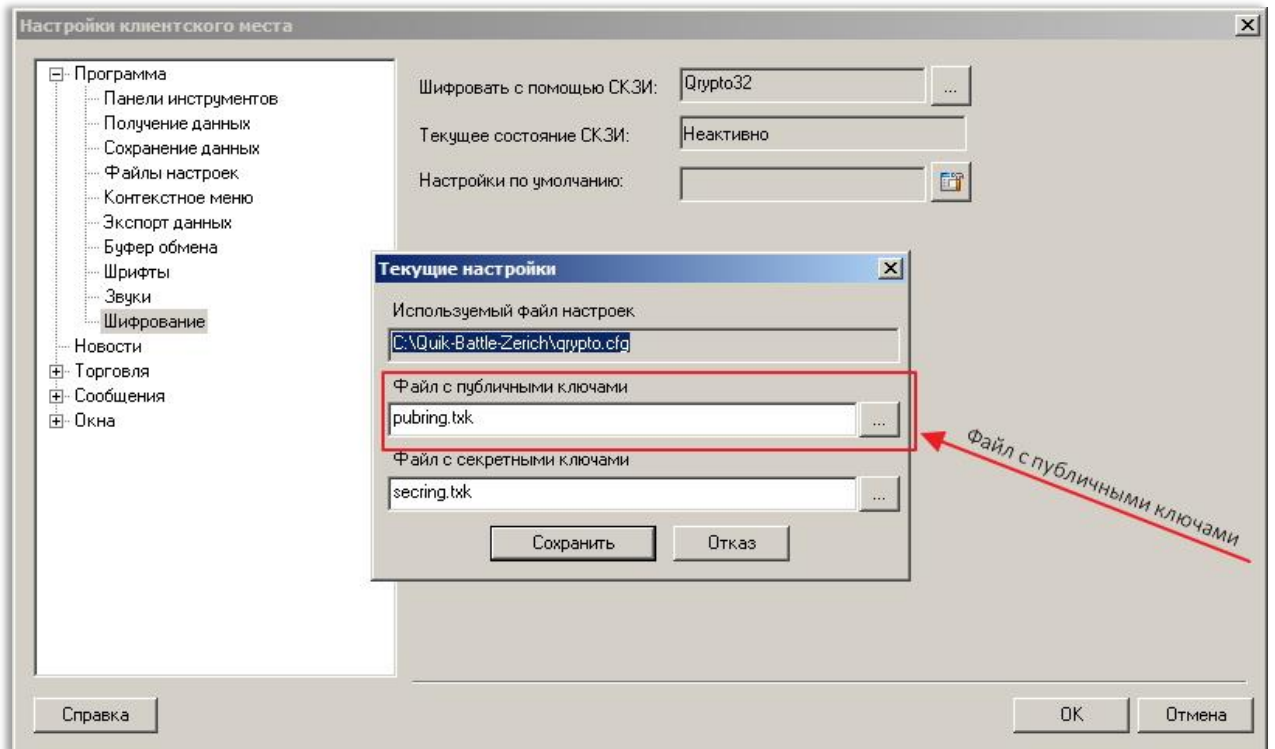 Настройки клиентского места
Программа
Панели инструментов
Получение данных
Сохранение данных
Файлы настроек
Контекстное меню
Экспорт данных
Буфер обмена
Шрифты
Звуки
Шифрование
Новости
Торговля
Сообщения
Окна
Шифровать с помощью СКЗИ: Qrypto32 ...
Текущее состояние СКЗИ: Неактивно
Настройки по умолчанию:
Текущие настройки
Используемый файл настроек
C:\Quik-Battle-Zerich\qrypto.cfg
Файл с публичными ключами
pubring.txk ...
Файл с секретными ключами
secring.txk ...
Сохранить Отказ
Файл с публичными ключами
Справка OK Отмена